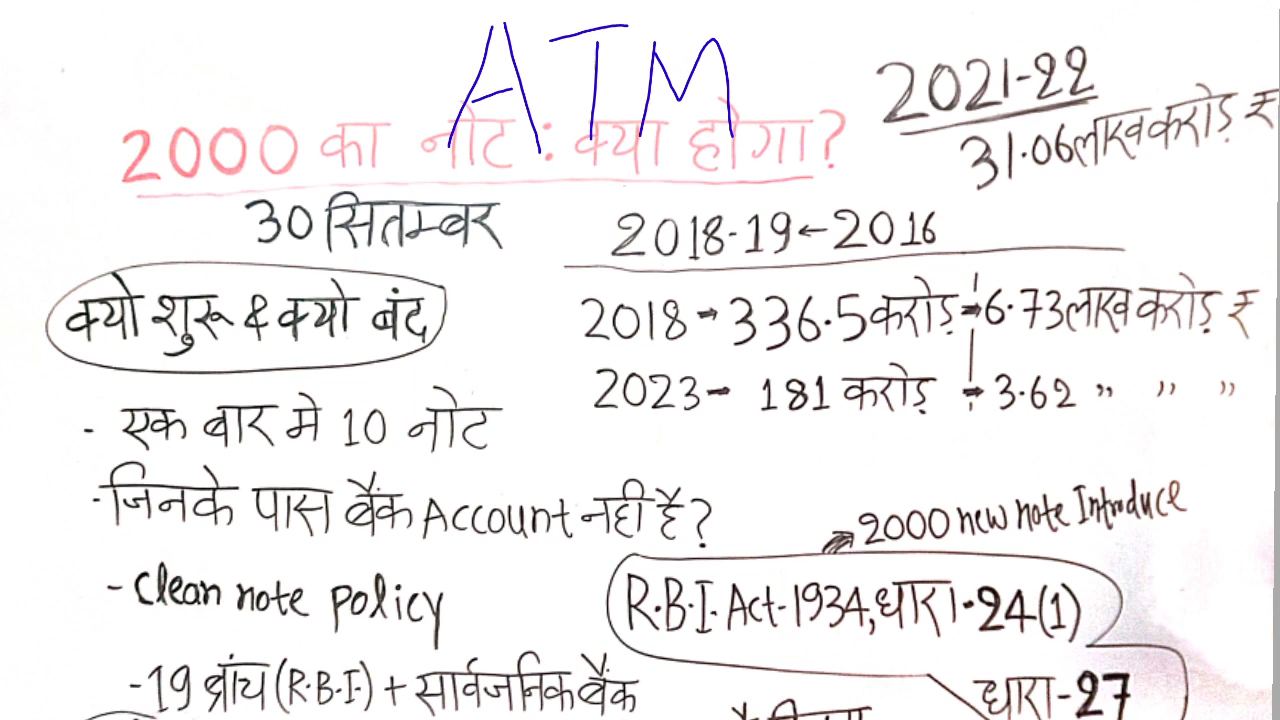 ATM
2021-22
31.06लाख करोड़ ₹
2000 का नोट : क्या होगा?
30 सितम्बर
2018-19←2016
क्यो शुरू & क्यो बंद
2018→336.5करोड़→6.73लाख करोड़ ₹
2023→ 181 करोड़ → 3.62 " " "
- एक बार मे 10 नोट
- जिनके पास बैंक Account नही है?
→2000 new note Introduce
- Clean note policy
R.B.I. Act-1934,धारा-24(1)
-19 ब्रांच (R.B.I.) + सार्वजनिक बैंक
धारा-27